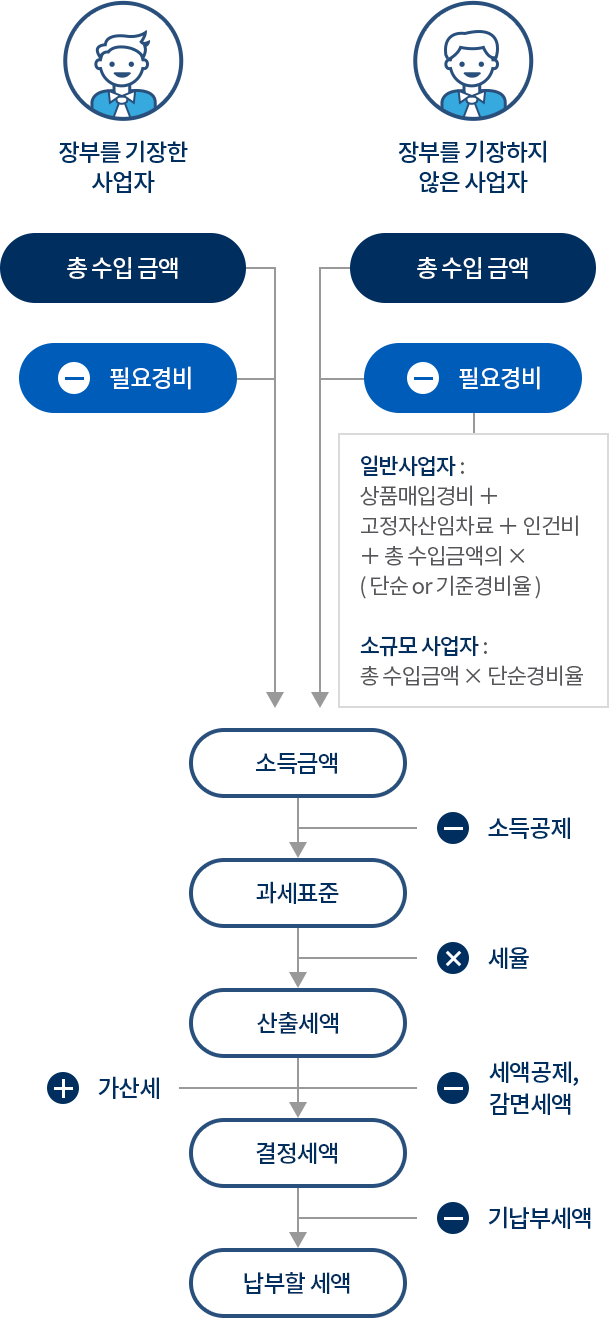 장부를 기장한
사업자
장부를 기장하지
않은 사업자
총 수입 금액
총 수입 금액
필요경비
필요경비
일반사업자 :
상품매입경비 +
고정자산임차료 + 인건비
+ 총 수입금액의 ×
( 단순 or 기준경비율 )
소규모 사업자 :
총 수입금액 × 단순경비율
소득금액
소득공제
과세표준
세율
산출세액
가산세
세액공제,
감면세액
결정세액
기납부세액
납부할 세액